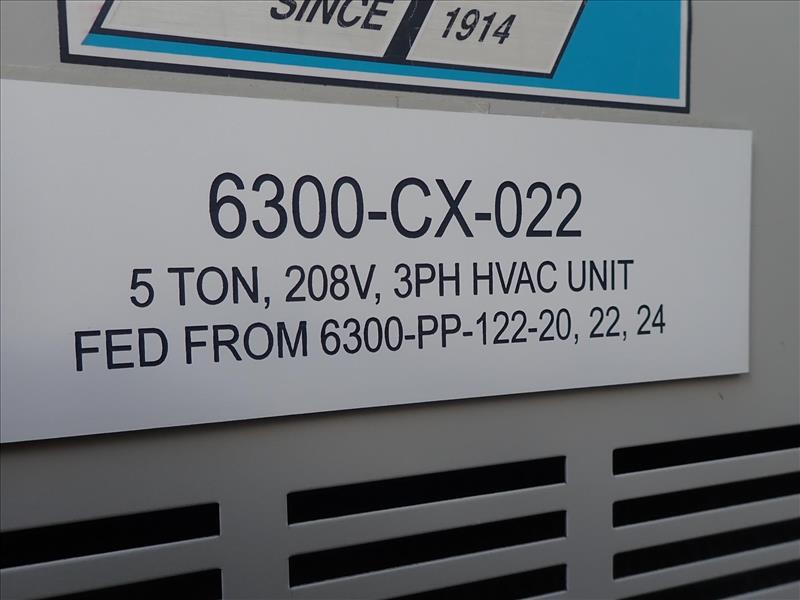 SINCE 1914
6300-CX-022
5 TON, 208V, 3PH HVAC UNIT
FED FROM 6300-PP-122-20, 22, 24